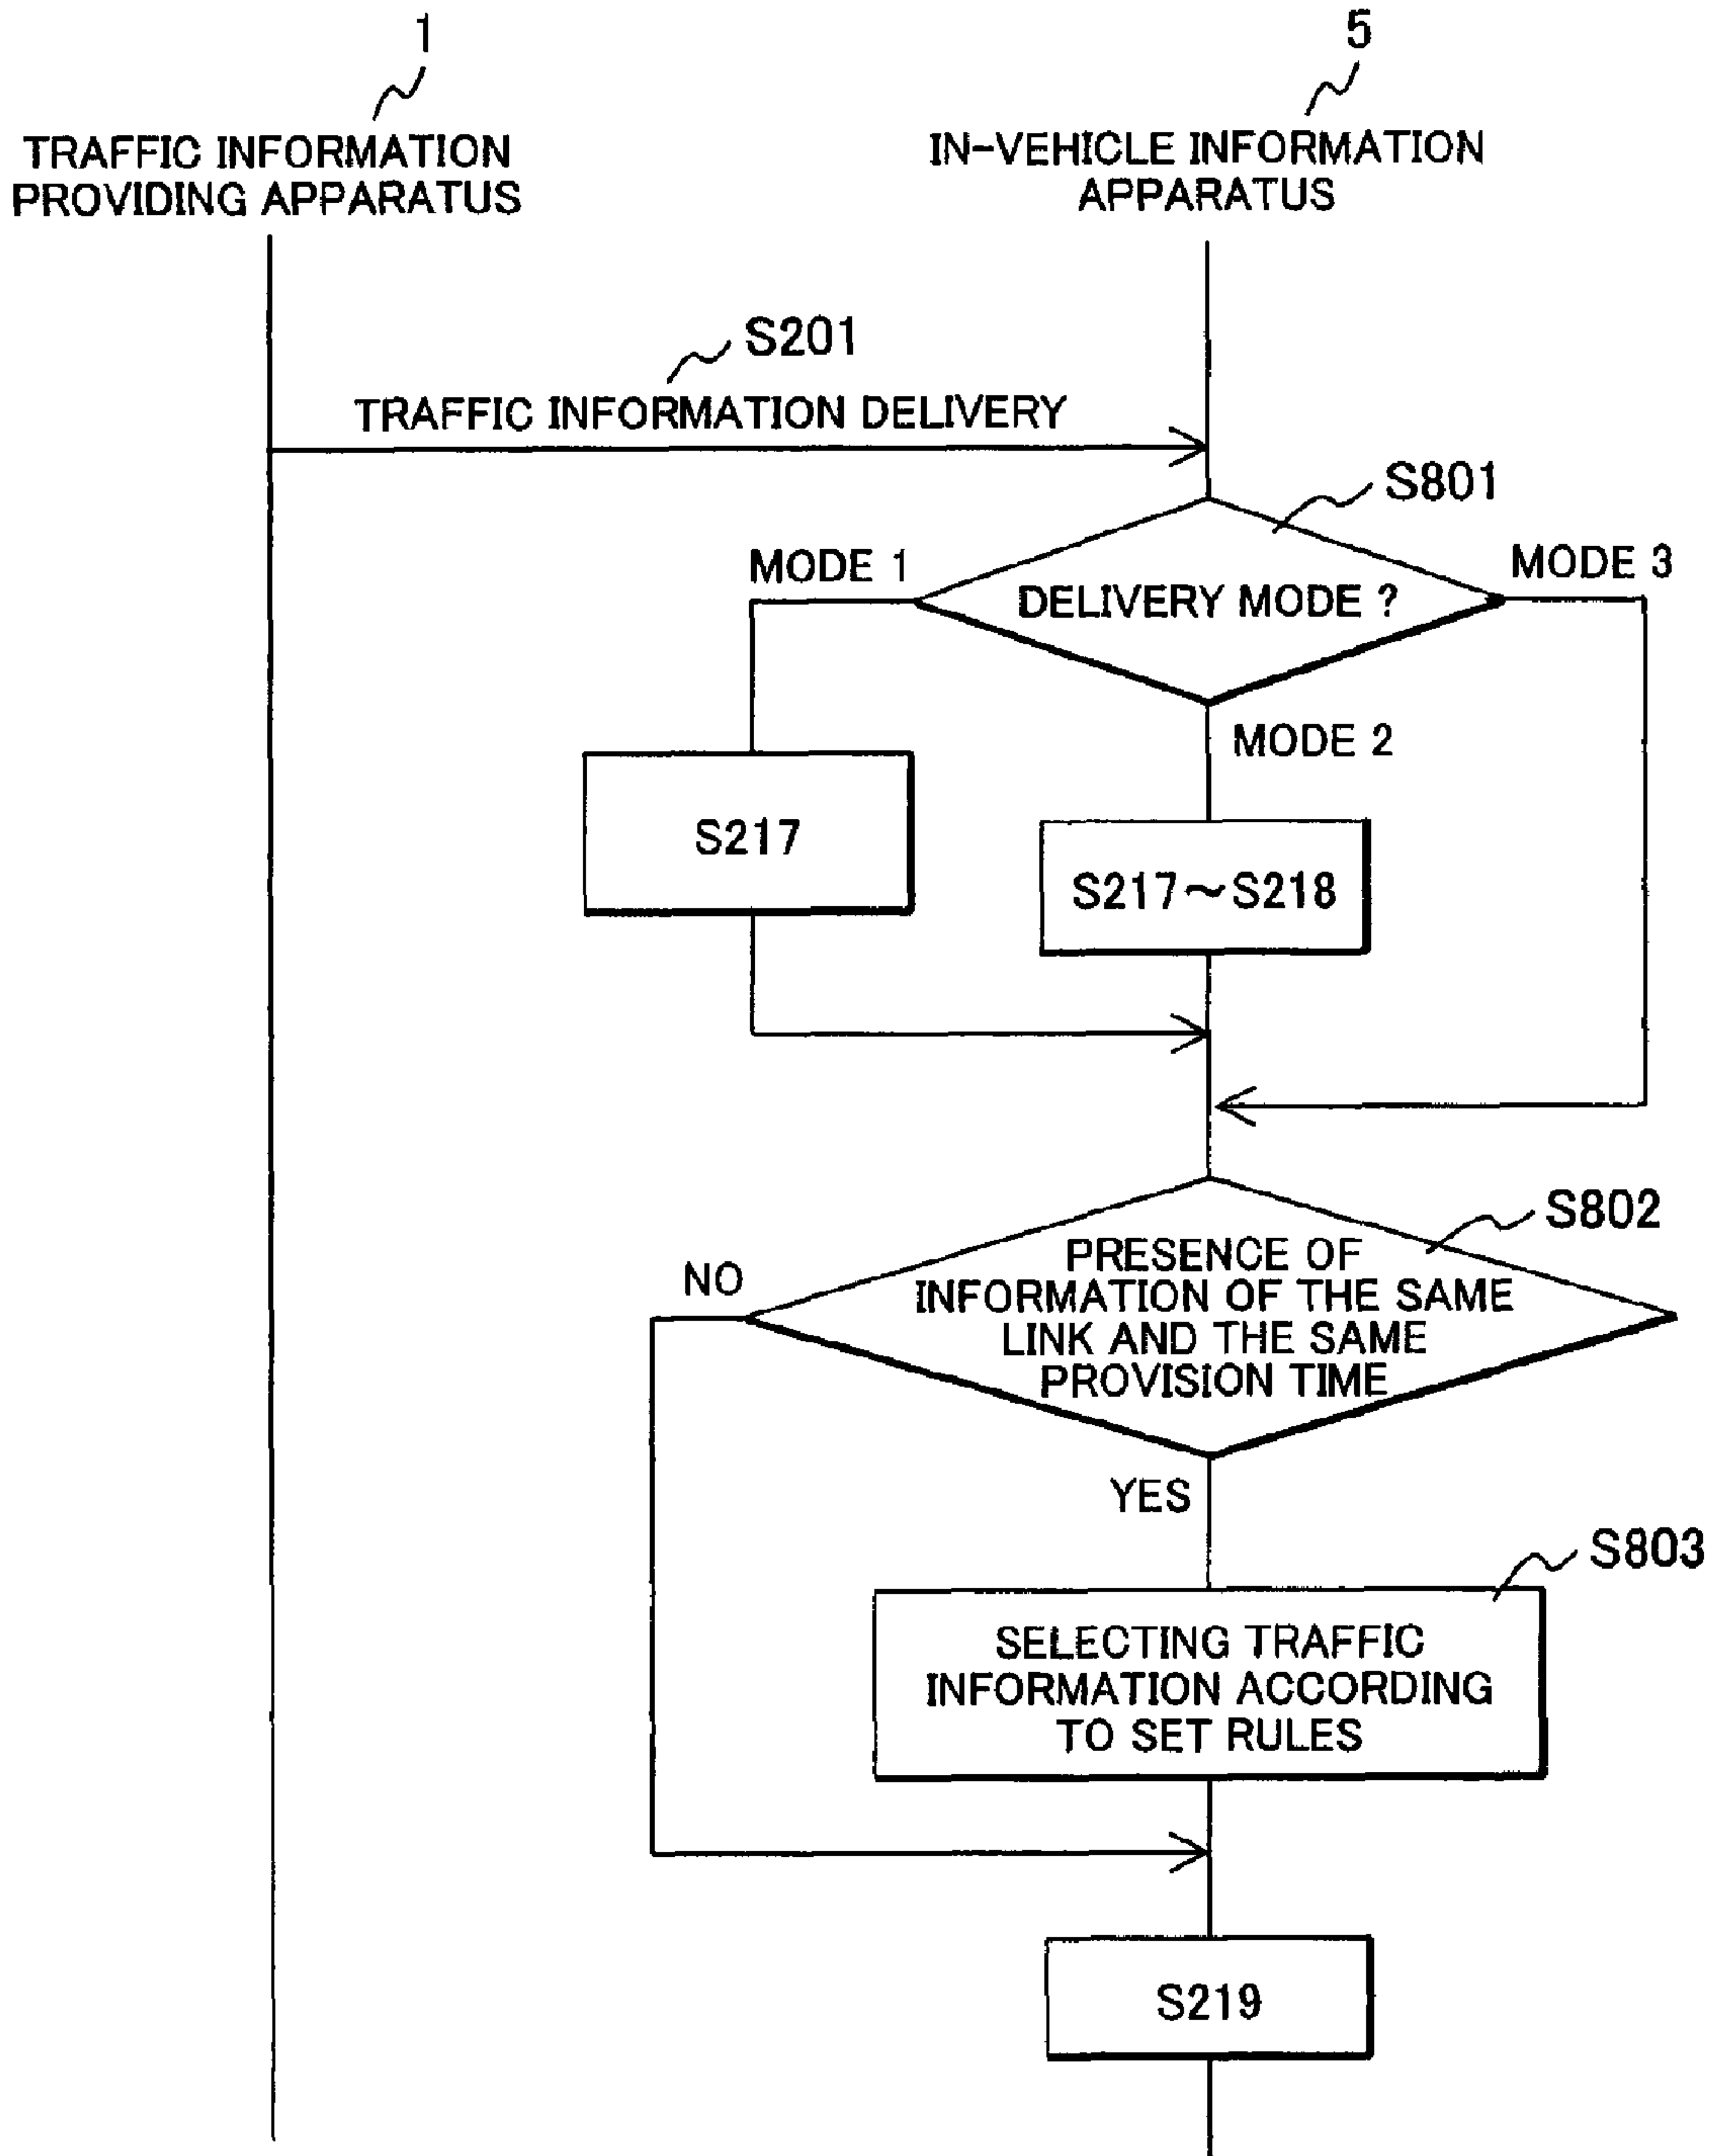 1
5
TRAFFIC INFORMATION
PROVIDING APPARATUS
IN-VEHICLE INFORMATION
APPARATUS
S201
TRAFFIC INFORMATION DELIVERY
S801
MODE 1
DELIVERY MODE ?
MODE 3
MODE 2
S217
S217～S218
S802
NO
PRESENCE OF
INFORMATION OF THE SAME
LINK AND THE SAME
PROVISION TIME
YES
S803
SELECTING TRAFFIC
INFORMATION ACCORDING
TO SET RULES
S219